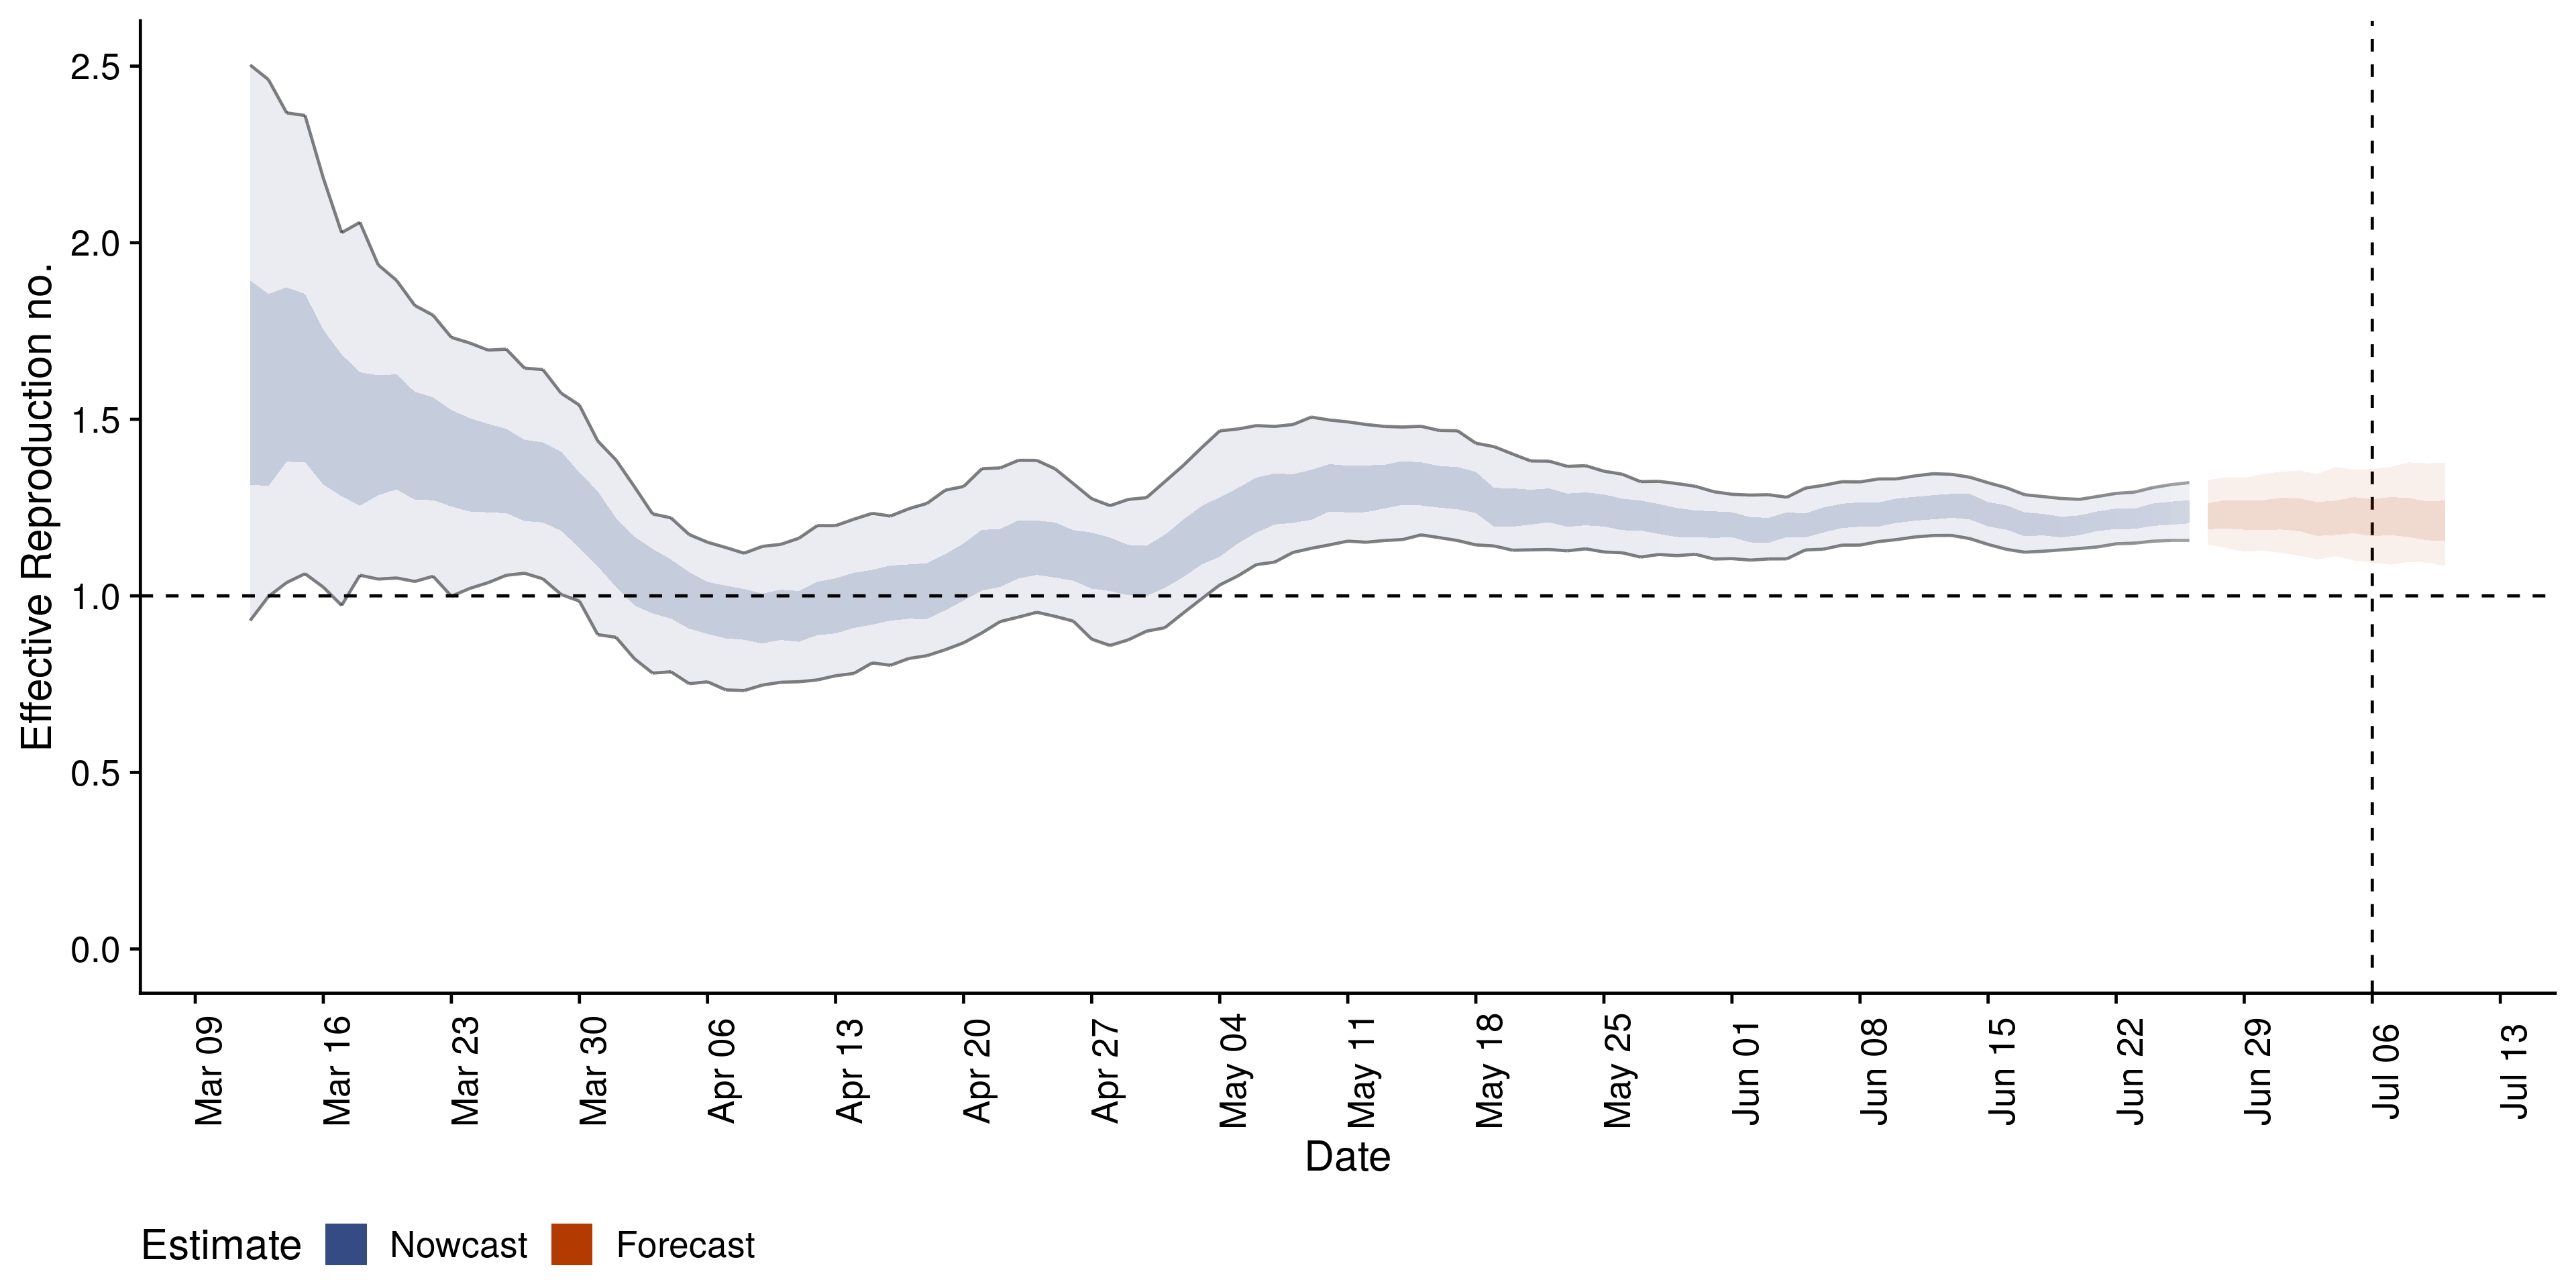 Effective Reproduction no.
2.5
2.0
1.5
1.0
0.5
0.0
Mar 09
Mar 16
Mar 23
Mar 30
Apr 06
Apr 13
Apr 20
Apr 27
May 04
May 11
May 18
May 25
Jun 01
Jun 08
Jun 15
Jun 22
Jun 29
Jul 06
Jul 13
Date
Estimate Nowcast Forecast